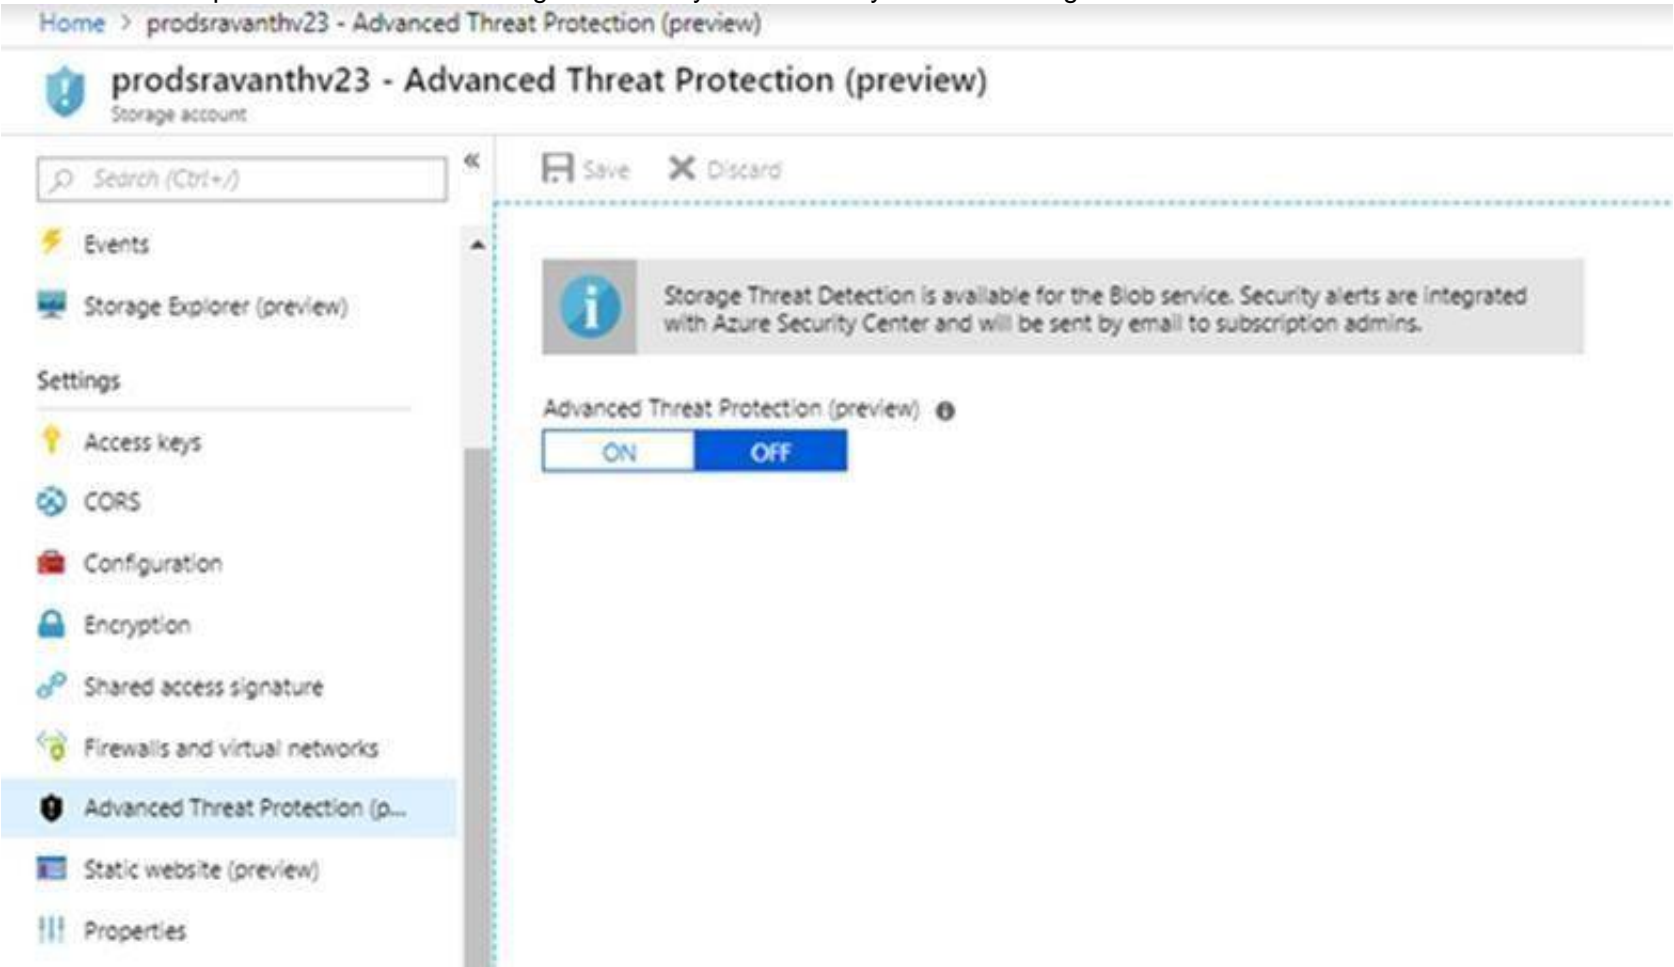 Home > prodsravanthv23 - Advanced Threat Protection (preview)
prodsravanthv23 - Advanced Threat Protection (preview)
Storage account
Search (Ctrl+/)
«
Save
Discard
Events
Storage Explorer (preview)
Settings
Access keys
CORS
Configuration
Encryption
Shared access signature
Firewalls and virtual networks
Advanced Threat Protection (p...
Static website (preview)
Properties
Storage Threat Detection is available for the Blob service. Security alerts are integrated
with Azure Security Center and will be sent by email to subscription admins.
Advanced Threat Protection (preview)
ON OFF